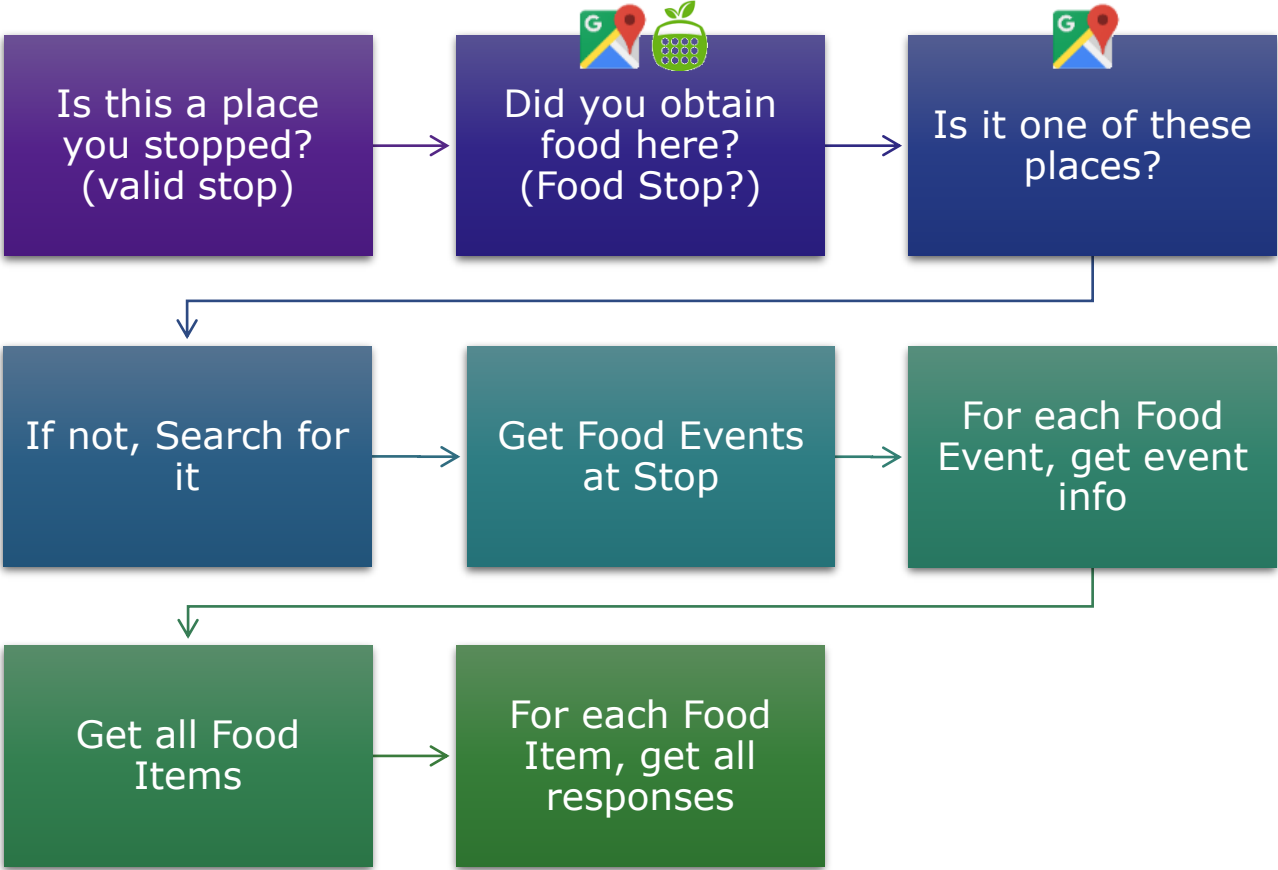 Is this a place
you stopped?
(valid stop)
G
Did you obtain
food here?
(Food Stop?)
G
Is it one of these
places?
If not, Search for
it
Get Food Events
at Stop
For each Food
Event, get event
info
Get all Food
Items
For each Food
Item, get all
responses